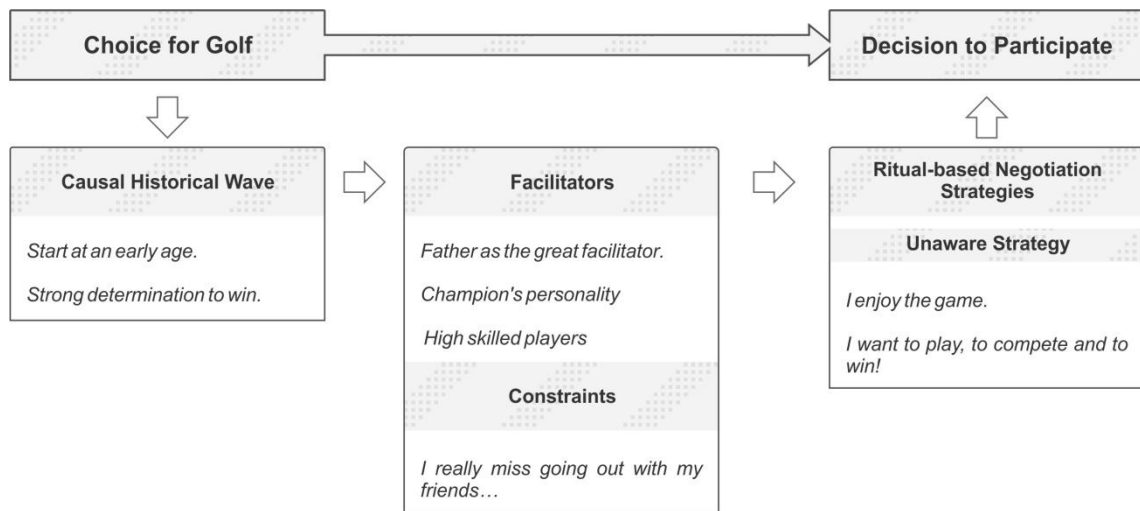 Choice for Golf
Decision to Participate
Causal Historical Wave
Start at an early age.
Strong determination to win.
Facilitators
Father as the great facilitator.
Champion's personality
High skilled players
Constraints
I really miss going out with my
friends…
Ritual-based Negotiation
Strategies
Unaware Strategy
I enjoy the game.
I want to play, to compete and to
win!